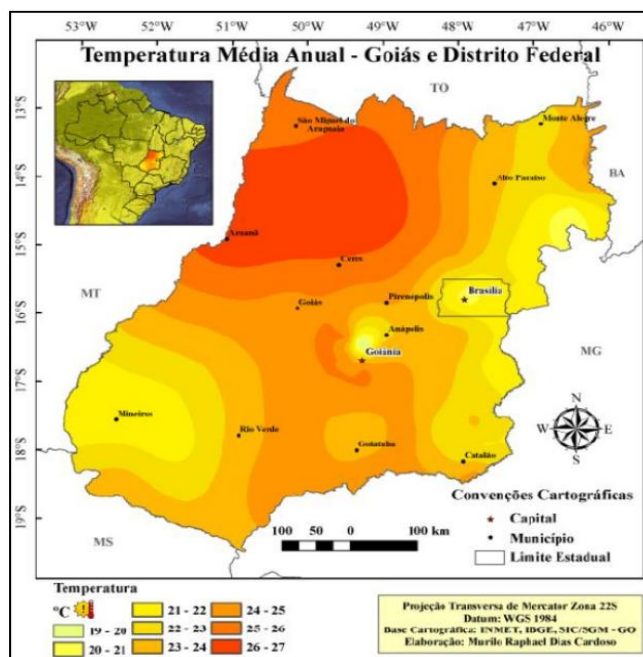 53°W 52°W 51°W 50°W 49°W 48°W 47°W 46°W
Temperatura Média Anual - Goiás e Distrito Federal
TO
13°S
São Miguel do
Araguaia
Monte Alegre
14°S
Alto Paraíso
BA
Aruanã
15°S
Ceres
MT
Goiás
Pirenópolis
Brasília
16°S
Anápolis
Goiânia
MG
17°S
Mineiros
Rio Verde
Goiatuba
18°S
Catalão
N
W E
S
19°S
MS
Convenções Cartográficas
Capital
Município
Limite Estadual
100 50 0 100 km
Temperatura
°C
19 - 20
20 - 21
21 - 22
22 - 23
23 - 24
24 - 25
25 - 26
26 - 27
Projeção Transversa de Mercator Zona 22S
Datum: WGS 1984
Base Cartográfica: INMET, IBGE, SIC/SGM - GO
Elaboração: Murilo Raphael Dias Cardoso